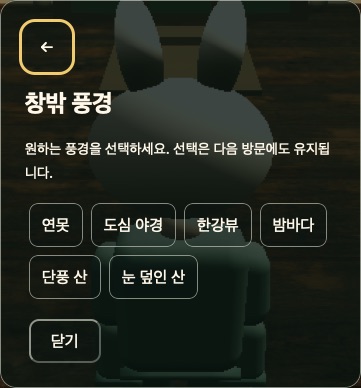 ←
창밖 풍경
원하는 풍경을 선택하세요. 선택은 다음 방문에도 유지됩
니다.
연못 도심 야경 한강뷰 밤바다
단풍 산 눈 덮인 산
닫기